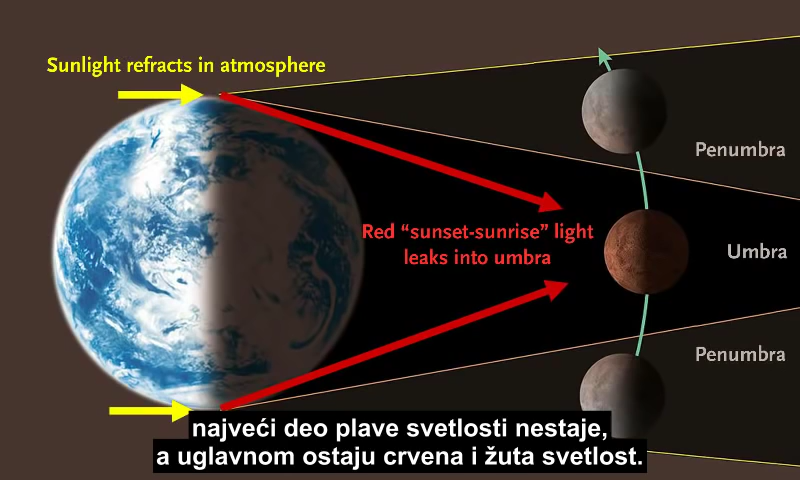 Sunlight refracts in atmosphere
Penumbra
Red “sunset-sunrise” light
leaks into umbra
Umbra
Penumbra
najveći deo plave svetlosti nestaje,
a uglavnom ostaju crvena i žuta svetlost.